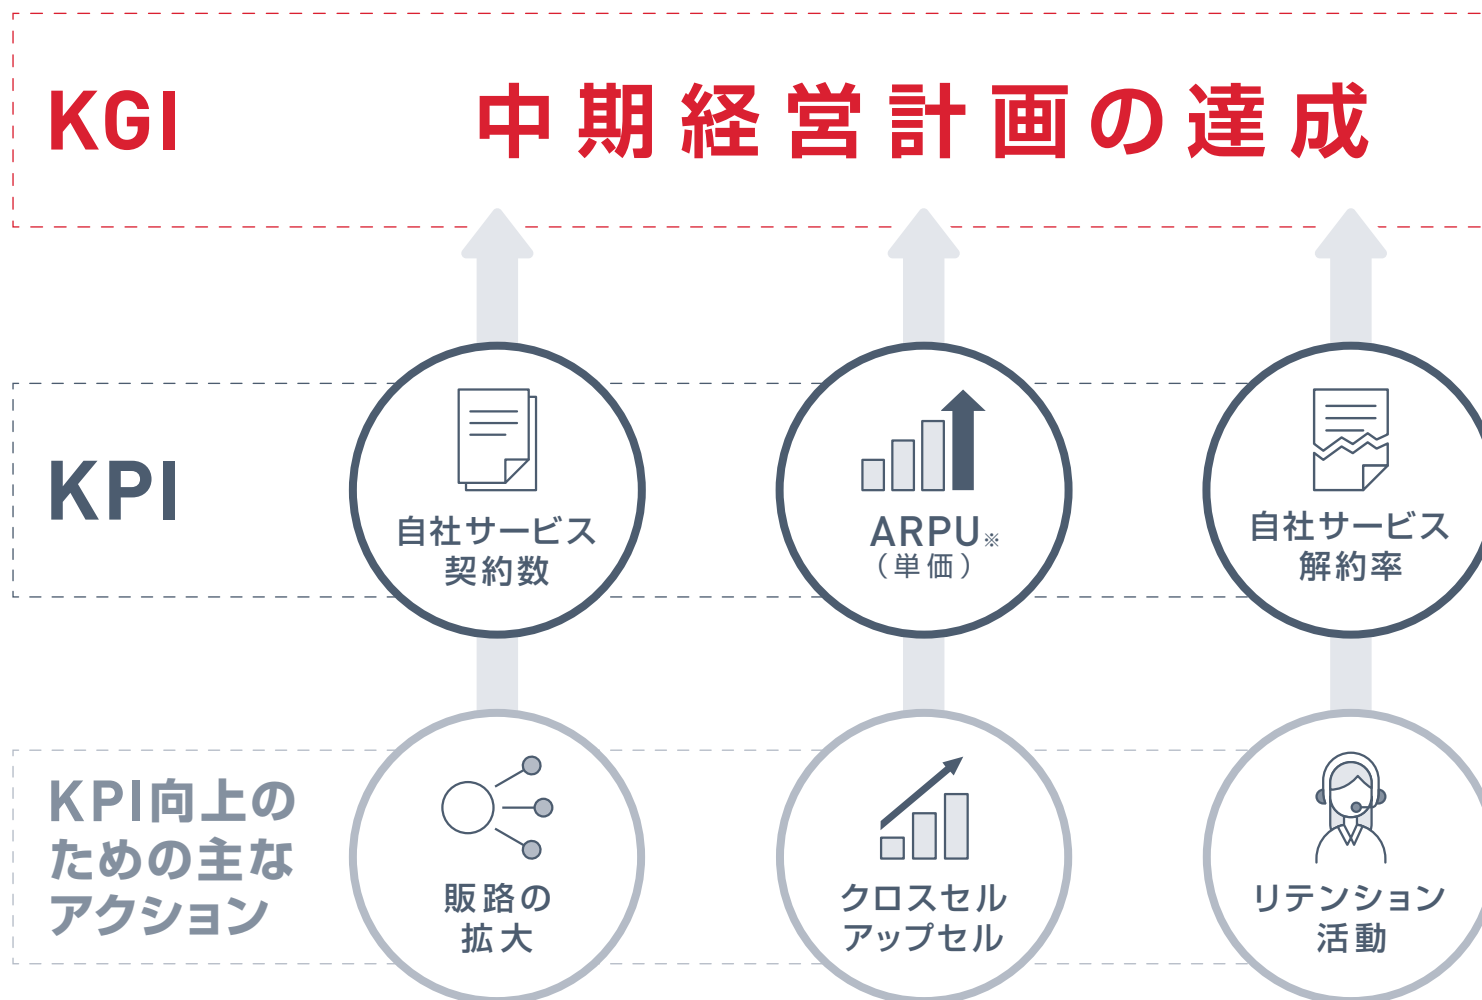 KGI
中期経営計画の達成
KPI
自社サービス
契約数
ARPU※
（単価）
自社サービス
解約率
KPI向上の
ための主な
アクション
販路の
拡大
クロスセル
アップセル
リテンション
活動